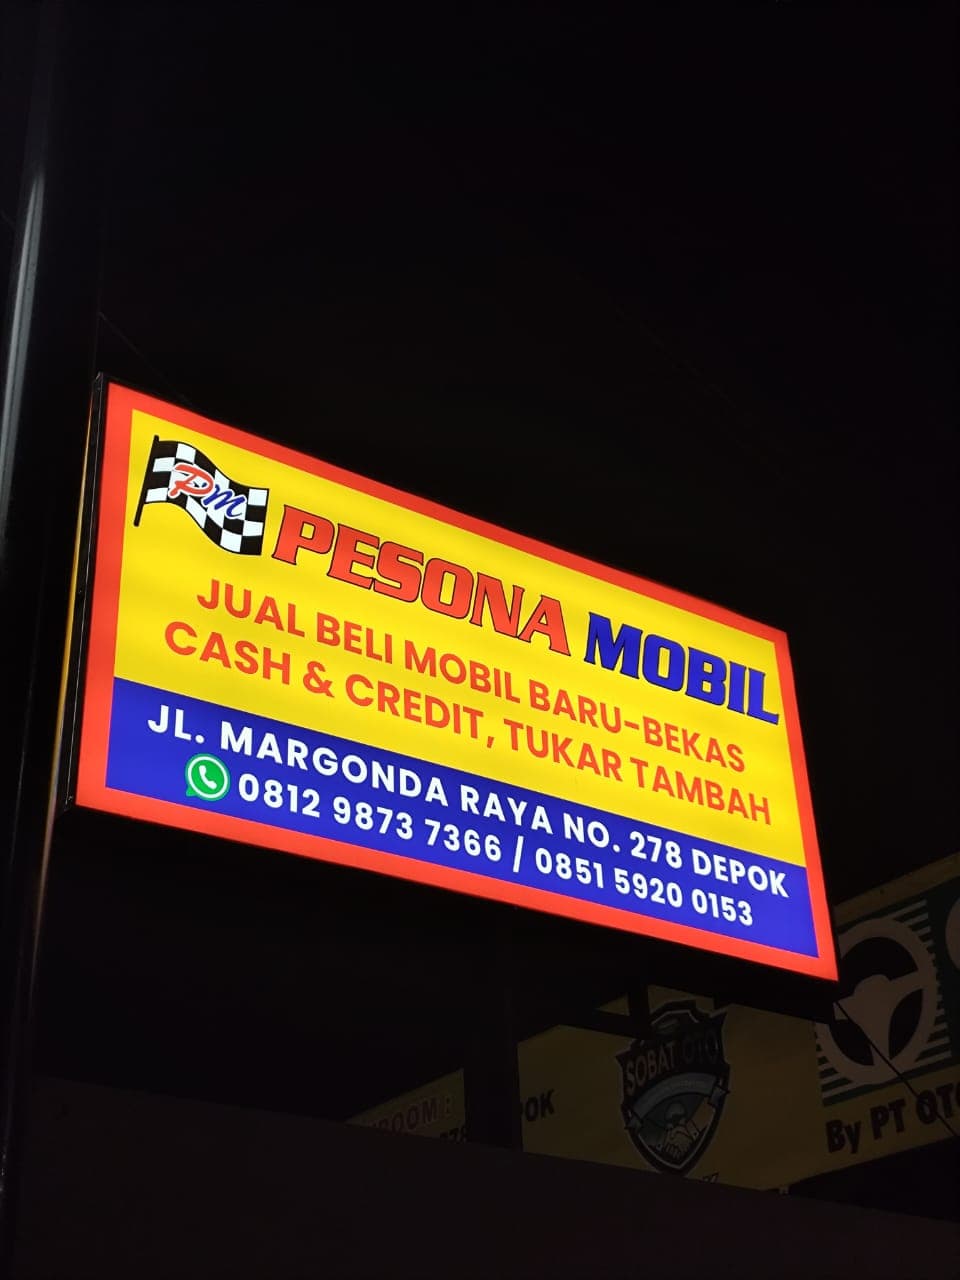 PM
PESONA MOBIL
JUAL BELI MOBIL BARU-BEKAS
CASH & CREDIT, TUKAR TAMBAH
JL. MARGONDA RAYA NO. 278 DEPOK
0812 9873 7366 / 0851 5920 0153
SOBAT OTO
By PT OTO